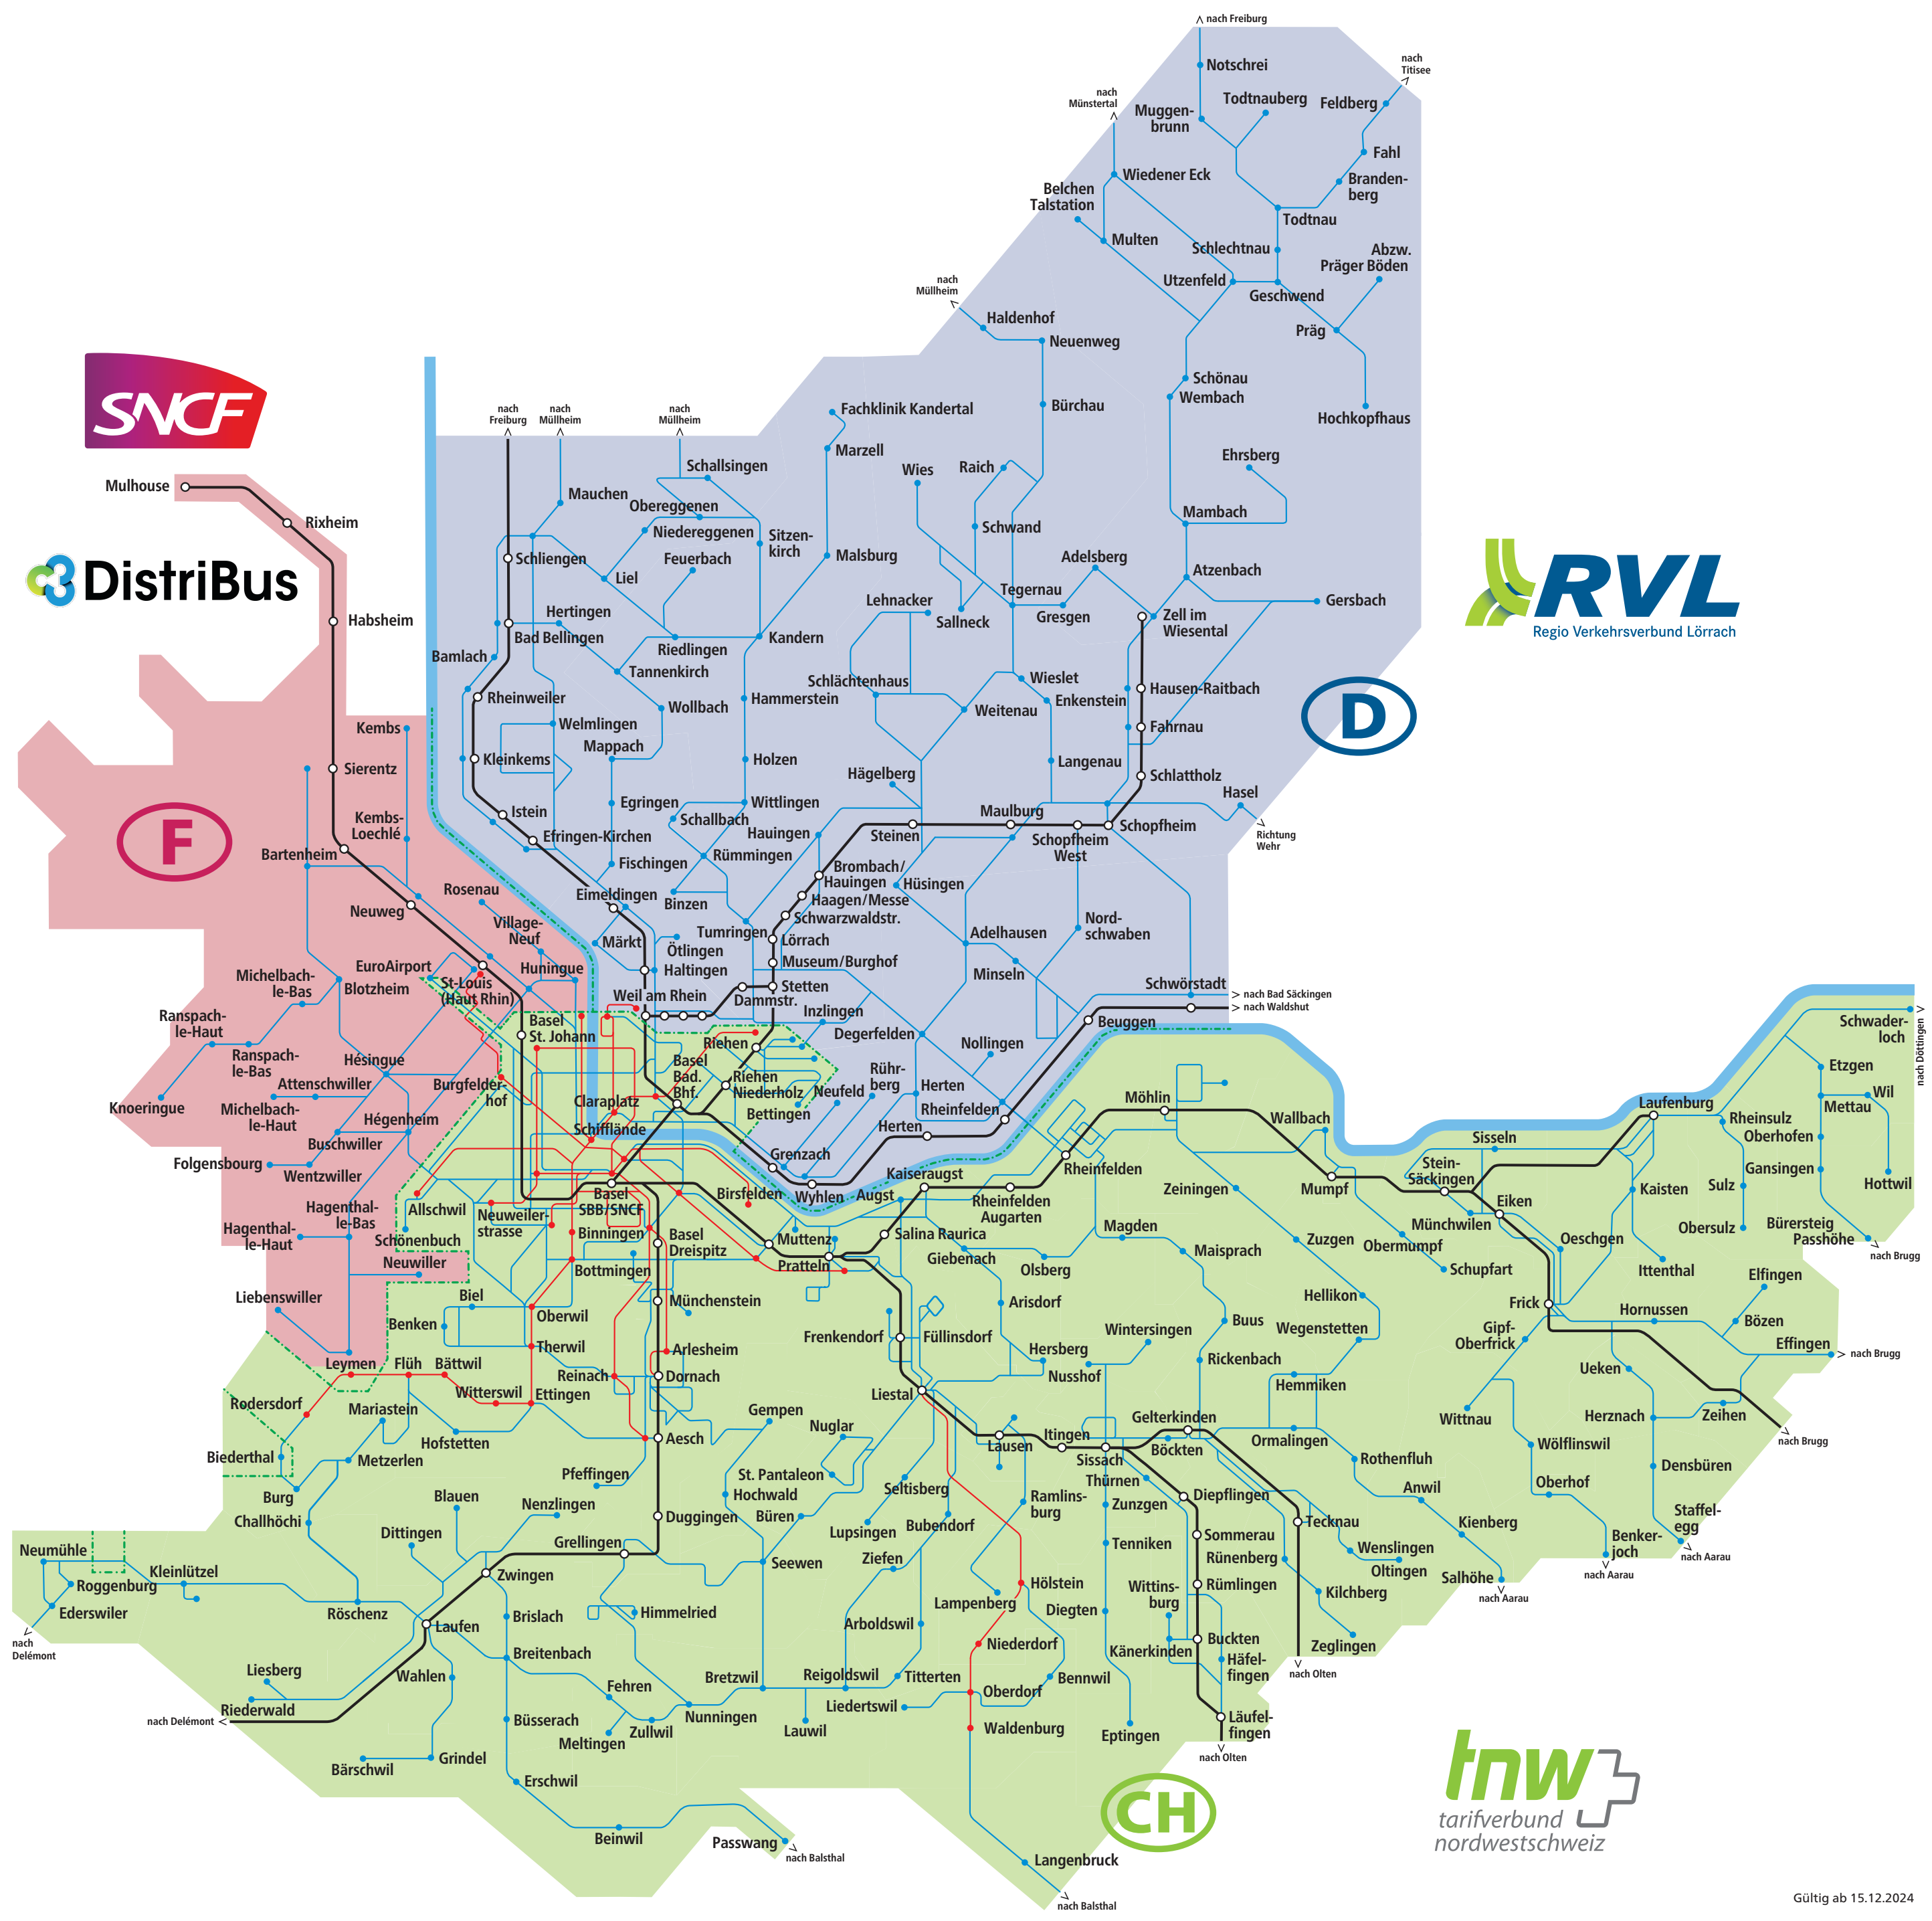 nach Freiburg
Notschrei
nach
Titisee
nach
Münstertal
Muggen-
brunn
Todtnauberg
Feldberg
Fahl
Wiedener Eck
Branden-
berg
Belchen
Talstation
Todtnau
Multen
Schlechtnau
Abzw.
Präger Böden
Utzenfeld
Geschwend
nach
Müllheim
Haldenhof
Neuenweg
Präg
Schönau
Wembach
Bürchau
Hochkopfhaus
SNCF
nach
Freiburg
nach
Müllheim
nach
Müllheim
Fachklinik Kandertal
Marzell
Mulhouse
Rixheim
Schallsingen
Wies
Raich
Ehrsberg
Mauchen
Obereggenen
Niedereggenen
Sitzen-
kirch
Schwand
Mambach
DistriBus
Schliengen
Feuerbach
Malsburg
Adelsberg
Liel
Atzenbach
RVL
Regio Verkehrsverbund Lörrach
Habsheim
Hertingen
Bad Bellingen
Lehnacker
Sallneck
Tegernau
Gresgen
Zell im
Wiesental
Gersbach
Kandern
Riedlingen
Bamlach
Tannenkirch
Schlächtenhaus
Wieslet
Hausen-Raitbach
Rheinweiler
Wollbach
Hammerstein
Weitenau
Enkenstein
D
Kembs
Welmlingen
Fahrnau
Mappach
Sierentz
Kleinkems
Holzen
Langenau
Hägelberg
Schlattholz
Hasel
F
Kembs-
Loechlé
Istein
Egringen
Wittlingen
Schallbach
Maulburg
Schopfheim
Richtung
Wehr
Bartenheim
Efringen-Kirchen
Hauingen
Steinen
Schopfheim
West
Fischingen
Rümmingen
Brombach/
Hauingen
Hüsingen
Rosenau
Neuweg
Eimeldingen
Binzen
Haagen/Messe
Schwarzwaldstr.
Village-
Neuf
Märkt
Tumringen
Lörrach
Adelhausen
Nord-
schwaben
Ötlingen
Haltingen
Museum/Burghof
EuroAirport
St-Louis
(Haut Rhin)
Huningue
Minseln
Michelbach-
le-Bas
Blotzheim
Weil am Rhein
Dammstr.
Stetten
Schwörstadt
nach Bad Säckingen
nach Waldshut
Ranspach-
le-Haut
Basel
St. Johann
Inzlingen
Degerfelden
Beuggen
Schwader-
loch
nach Döttingen
Ranspach-
le-Bas
Hésingue
Riehen
Nollingen
Basel
Bad.
Bhf.
Riehen
Niederholz
Rühr-
berg
Etzgen
Attenschwiller
Burgfelder-
hof
Neufeld
Herten
Möhlin
Wil
Mettau
Knoeringue
Michelbach-
le-Haut
Hégenheim
Claraplatz
Bettingen
Rheinfelden
Wallbach
Laufenburg
Rheinsulz
Buschwiller
Schifflände
Herten
Sisseln
Oberhofen
Folgensbourg
Wentzwiller
Grenzach
Rheinfelden
Stein-
Säckingen
Gansingen
Kaiseraugst
Wyhlen
Augst
Rheinfelden
Augarten
Zeiningen
Mumpf
Kaisten
Sulz
Hottwil
Hagenthal-
le-Bas
Allschwil
Neuweiler-
strasse
Basel
SBB/SNCF
Birsfelden
Eiken
Münchwilen
Obersulz
Bürersteig
Passhöhe
nach Brugg
Hagenthal-
le-Haut
Schönenbuch
Binningen
Basel
Dreispitz
Muttenz
Salina Raurica
Magden
Zuzgen
Obermumpf
Oeschgen
Neuwiller
Bottmingen
Pratteln
Giebenach
Olsberg
Maisprach
Schupfart
Ittenthal
Elfingen
Liebenswiller
Biel
Oberwil
Münchenstein
Arisdorf
Hellikon
Frick
Hornussen
Benken
Buus
Bözen
Frenkendorf
Füllinsdorf
Wintersingen
Wegenstetten
Gipf-
Oberfrick
Effingen
nach Brugg
Therwil
Arlesheim
Hersberg
Leymen
Flüh
Bättwil
Reinach
Dornach
Nusshof
Rickenbach
Ueken
Witterswil
Ettingen
Liestal
Hemmiken
Rodersdorf
Mariastein
Gempen
Gelterkinden
Wittnau
Herznach
Zeihen
Hofstetten
Aesch
Nuglar
Lausen
Itingen
Böckten
Ormalingen
nach Brugg
Biederthal
Metzerlen
Sissach
Wölflinswil
Pfeffingen
St. Pantaleon
Hochwald
Seltisberg
Thürnen
Rothenfluh
Densbüren
Burg
Ramlins-
burg
Zunzgen
Diepflingen
Anwil
Oberhof
Blauen
Nenzlingen
Challhöchi
Duggingen
Büren
Lupsingen
Bubendorf
Sommerau
Tecknau
Kienberg
Staffel-
egg
nach Aarau
Dittingen
Tenniken
Benker-
joch
nach Aarau
Neumühle
Grellingen
Ziefen
Rünenberg
Wenslingen
Oltingen
Kleinlützel
Seewen
Roggenburg
Zwingen
Hölstein
Rümlingen
Salhöhe
nach Aarau
Ederswiler
Röschenz
Lampenberg
Wittins-
burg
Kilchberg
Himmelried
Brislach
Diegten
Laufen
Arboldswil
nach
Delémont
Niederdorf
Känerkinden
Buckten
Zeglingen
Breitenbach
Häfel-
fingen
nach Olten
Liesberg
Wahlen
Bretzwil
Reigoldswil
Titterten
Bennwil
Fehren
Riederwald
Liedertswil
Oberdorf
nach Delémont
Nunningen
Büsserach
Zullwil
Meltingen
Lauwil
Waldenburg
Eptingen
Läufel-
fingen
nach Olten
Bärschwil
Grindel
Erschwil
tnw
tarifverbund
nordwestschweiz
CH
Beinwil
Passwang
nach Balsthal
Langenbruck
nach Balsthal
Gültig ab 15.12.2024